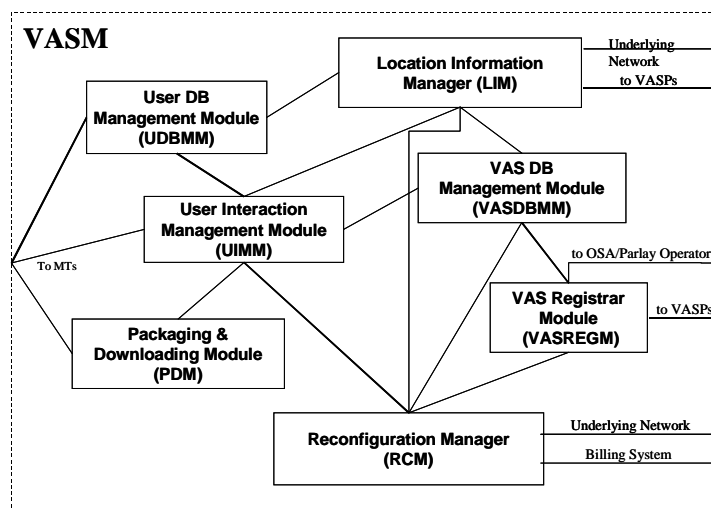 VASM
Location Information
Manager (LIM)
Underlying
Network
to VASPs
User DB
Management Module
(UDBMM)
VAS DB
Management Module
(VASDBMM)
User Interaction
Management Module
(UIMM)
to OSA/Parlay Operator
To MTs
VAS Registrar
Module
(VASREGM)
to VASPs
Packaging &
Downloading Module
(PDM)
Reconfiguration Manager
(RCM)
Underlying Network
Billing System